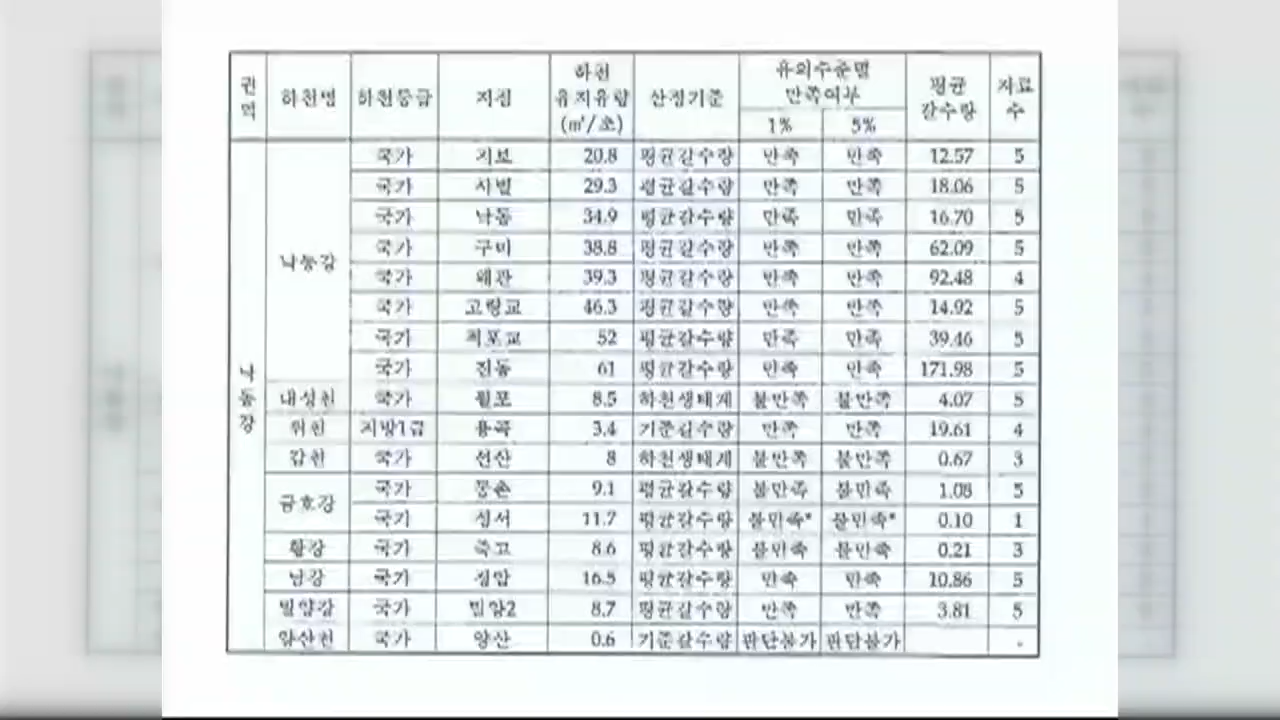 권역 하천명 하천등급 지점 하천 유지유량 (㎥/초) 산정기준 유의수준별 만족여부 1% 5% 평균 갈수량 자료수
낙동강 낙동강 국가 지보 20.8 평균갈수량 만족 만족 12.57 5
국가 사벌 29.3 평균갈수량 만족 만족 18.06 5
국가 낙동 34.9 평균갈수량 만족 만족 16.70 5
국가 구미 38.8 평균갈수량 만족 만족 62.09 5
국가 왜관 39.3 평균갈수량 만족 만족 92.48 4
국가 고령교 46.3 평균갈수량 만족 만족 14.92 5
국가 적포교 52 평균갈수량 만족 만족 39.46 5
국가 진동 61 평균갈수량 만족 만족 171.98 5
내성천 국가 월포 8.5 하천생태계 불만족 불만족 4.07 5
위천 지방1급 용곡 3.4 기준갈수량 만족 만족 19.61 4
감천 국가 선산 8 하천생태계 불만족 불만족 0.67 3
금호강 국가 동촌 9.1 평균갈수량 불만족 불만족 1.08 5
국가 성서 11.7 평균갈수량 불만족* 불만족* 0.10 1
황강 국가 죽고 8.6 평균갈수량 불만족 불만족 0.21 3
남강 국가 정암 16.5 평균갈수량 만족 만족 10.86 5
밀양강 국가 밀양2 8.7 평균갈수량 만족 만족 3.81 5
양산천 국가 양산 0.6 기준갈수량 판단불가 판단불가 -